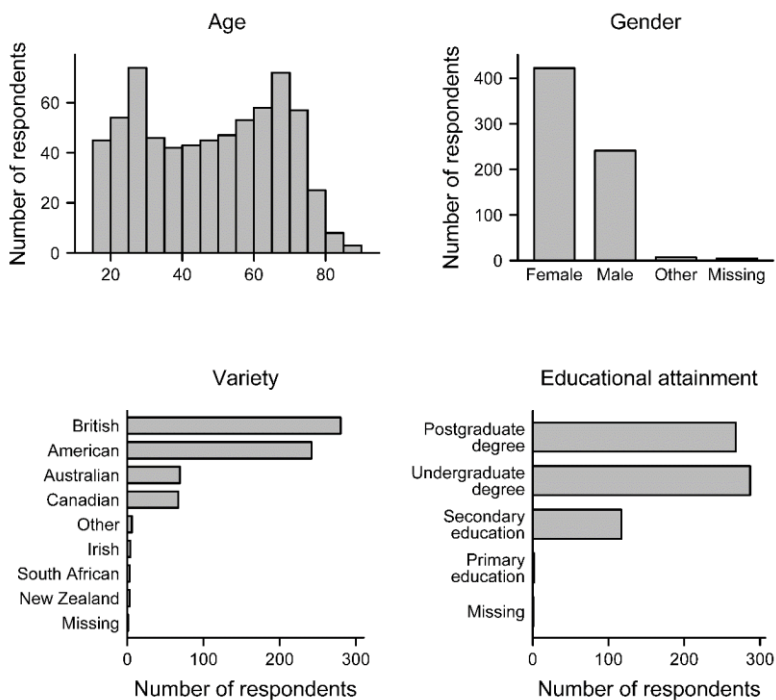 Age
Number of respondents
60
40
20
0
20 40 60 80
Gender
Number of respondents
400
300
200
100
0
Female Male Other Missing
Variety
British
American
Australian
Canadian
Other
Irish
South African
New Zealand
Missing
0 100 200 300
Number of respondents
Educational attainment
Postgraduate
degree
Undergraduate
degree
Secondary
education
Primary
education
Missing
0 100 200 300
Number of respondents